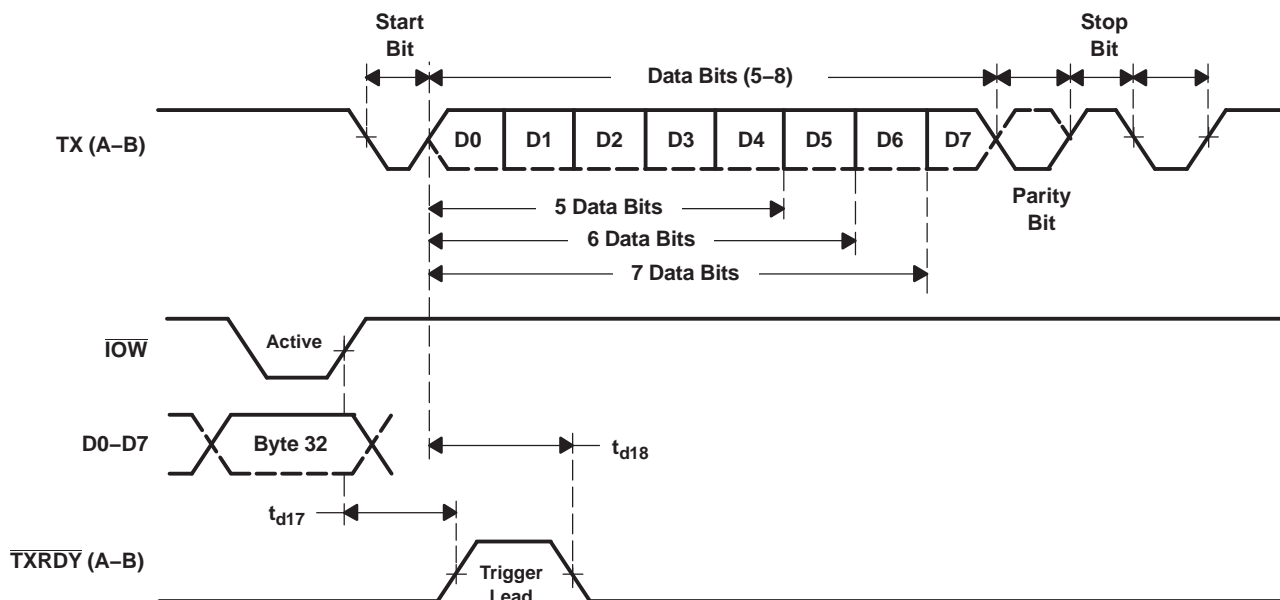 Start
Bit
Stop
Bit
Data Bits (5–8)
TX (A–B)
D0 D1 D2 D3 D4 D5 D6 D7
Parity
Bit
5 Data Bits
6 Data Bits
7 Data Bits
IOW
Active
D0–D7
Byte 32
td18
td17
TXRDY (A–B)
Trigger
Lead